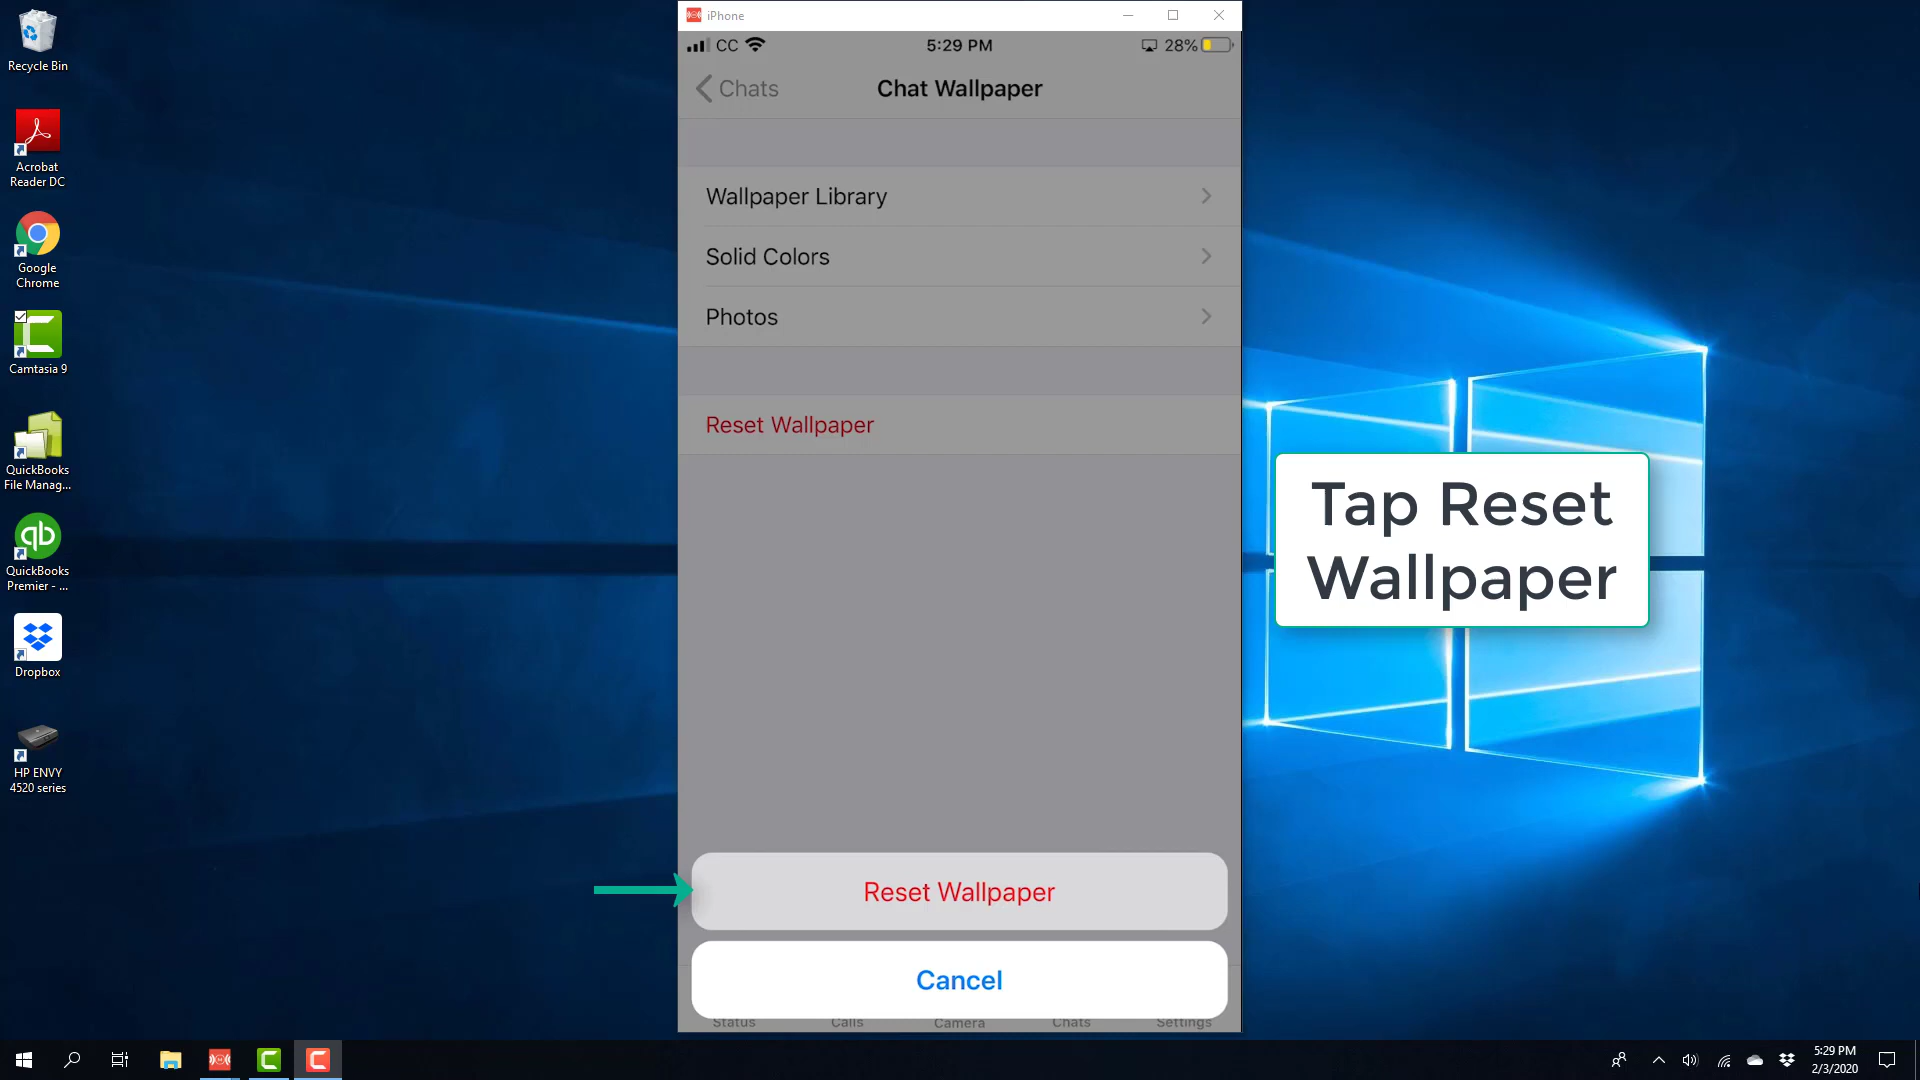 Recycle Bin
Acrobat
Reader DC
Google
Chrome
Camtasia 9
QuickBooks
File Manag...
QuickBooks
Premier - ...
Dropbox
HP ENVY
4520 series
iPhone
CC
5:29 PM
28%
Chats
Chat Wallpaper
Wallpaper Library
Solid Colors
Photos
Reset Wallpaper
Reset Wallpaper
Cancel
Status
Calls
Camera
Chats
Settings
Tap Reset
Wallpaper
5:29 PM
2/3/2020